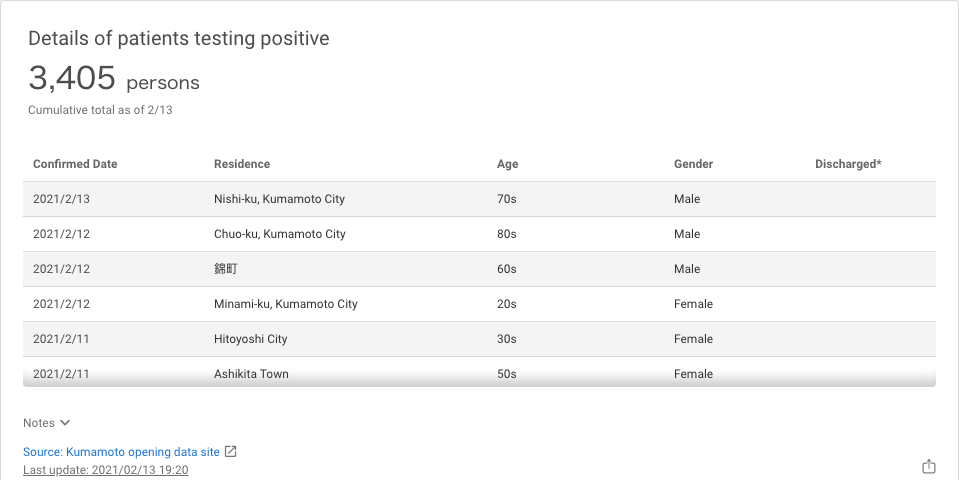 Details of patients testing positive
3,405 persons
Cumulative total as of 2/13
Confirmed Date Residence Age Gender Discharged*
2021/2/13 Nishi-ku, Kumamoto City 70s Male
2021/2/12 Chuo-ku, Kumamoto City 80s Male
2021/2/12 錦町 60s Male
2021/2/12 Minami-ku, Kumamoto City 20s Female
2021/2/11 Hitoyoshi City 30s Female
2021/2/11 Ashikita Town 50s Female
Notes
Source: Kumamoto opening data site
Last update: 2021/02/13 19:20